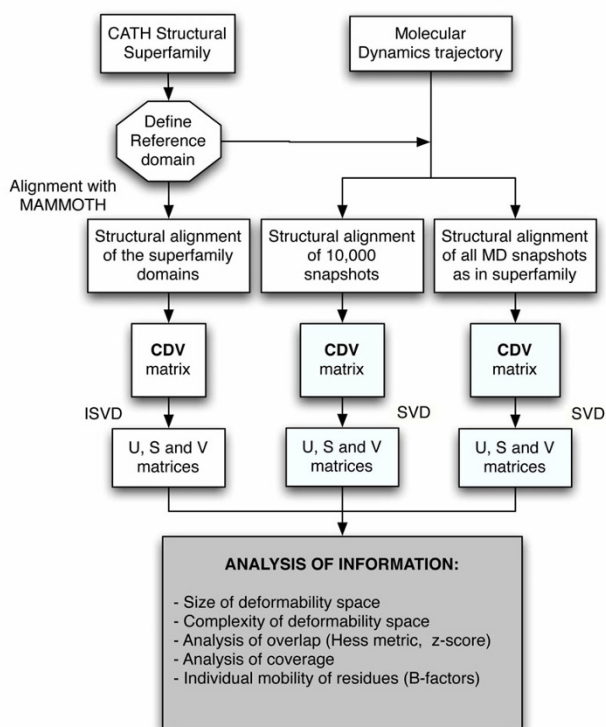 CATH Structural
Superfamily
Molecular
Dynamics trajectory
Define
Reference
domain
Alignment with
MAMMOTH
Structural alignment
of the superfamily
domains
Structural alignment
of 10,000
snapshots
Structural alignment
of all MD snapshots
as in superfamily
CDV
matrix
CDV
matrix
CDV
matrix
ISVD
SVD
SVD
U, S and V
matrices
U, S and V
matrices
U, S and V
matrices
ANALYSIS OF INFORMATION:
- Size of deformability space
- Complexity of deformability space
- Analysis of overlap (Hess metric, z-score)
- Analysis of coverage
- Individual mobility of residues (B-factors)